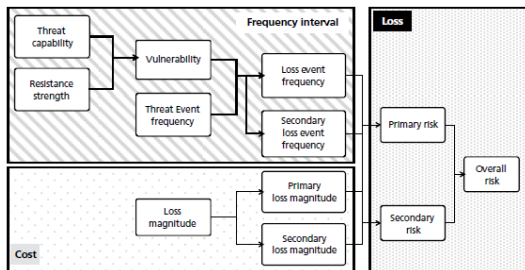 Frequency interval
Loss
Threat
capability
Resistance
strength
Vulnerability
Threat Event
frequency
Loss event
frequency
Secondary
loss event
frequency
Primary risk
Overall
risk
Loss
magnitude
Primary
loss magnitude
Secondary
loss magnitude
Secondary
risk
Cost